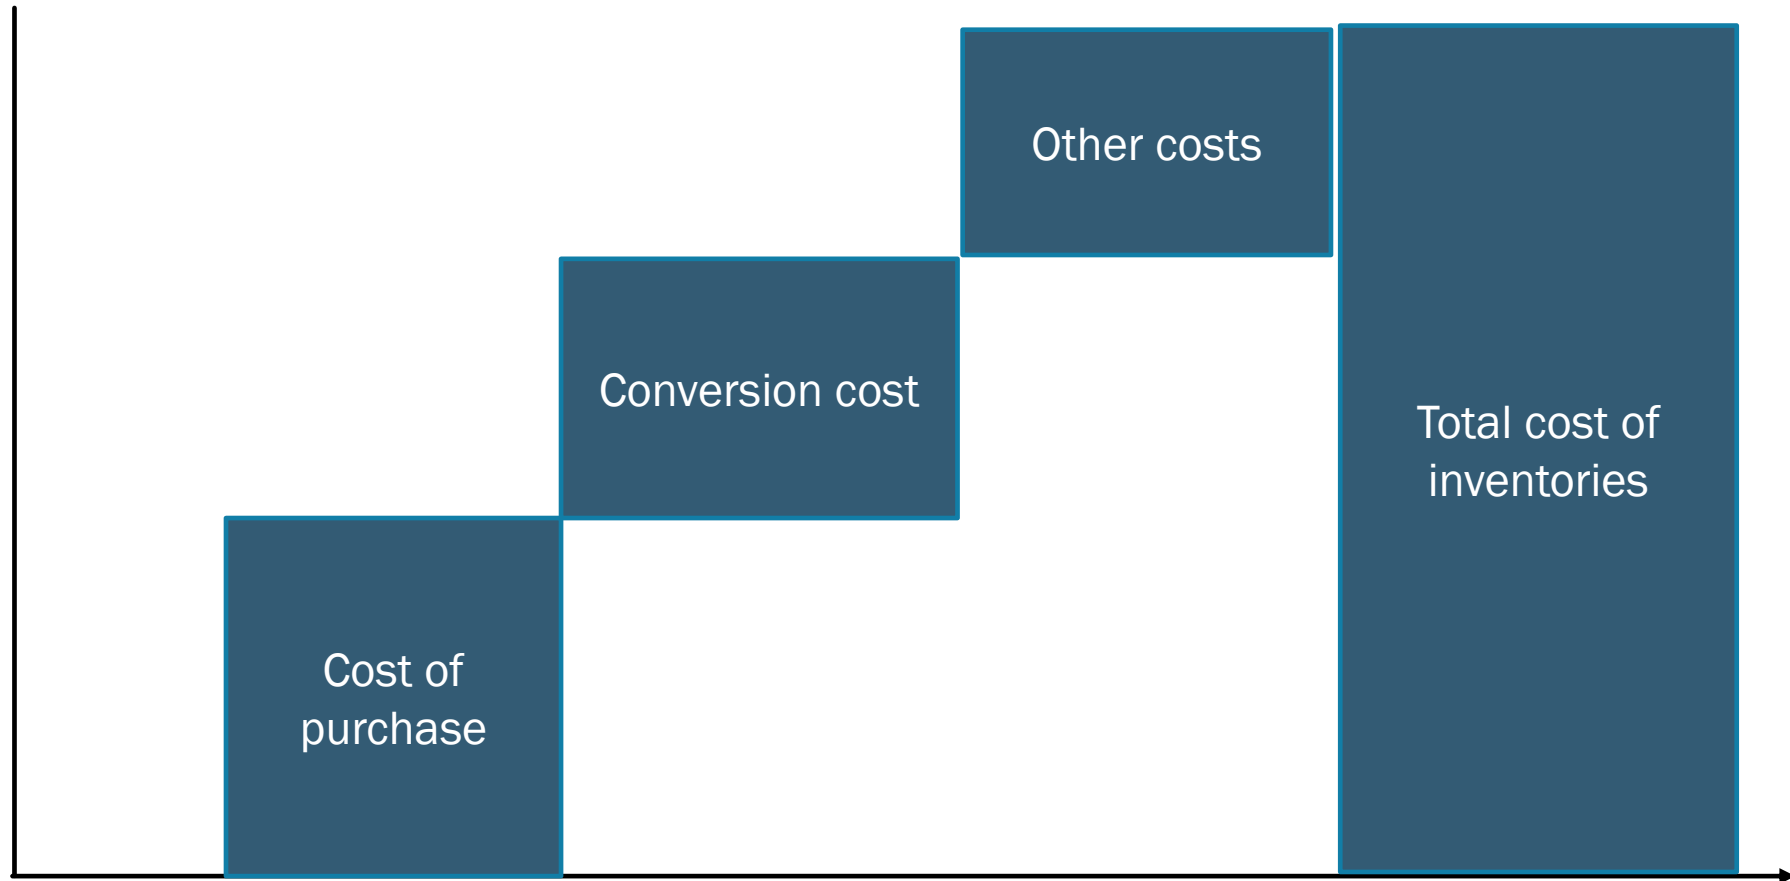 Other costs
Conversion cost
Total cost of
inventories
Cost of
purchase